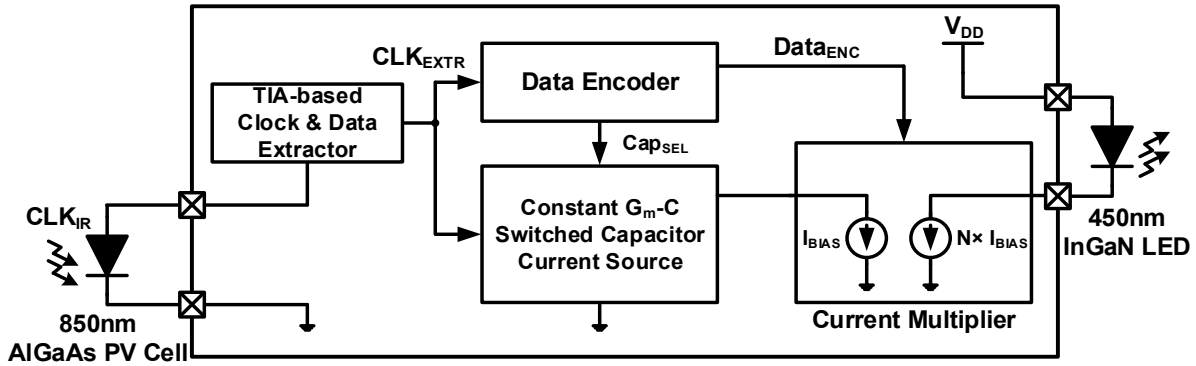 V_DD
CLK_EXTR
Data_ENC
TIA-based
Clock & Data
Extractor
Data Encoder
Cap_SEL
CLK_IR
Constant G_m-C
Switched Capacitor
Current Source
I_BIAS
N× I_BIAS
450nm
InGaN LED
850nm
AlGaAs PV Cell
Current Multiplier